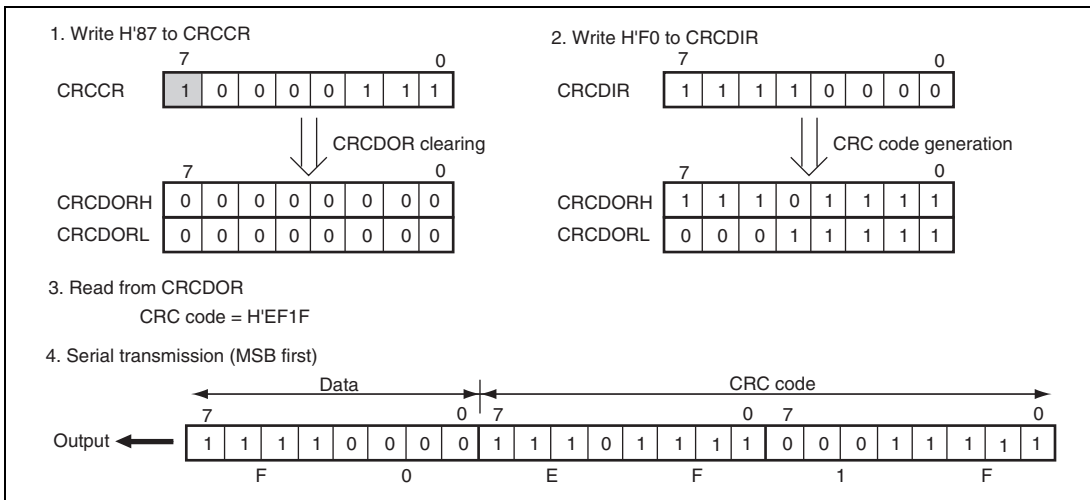 1. Write H'87 to CRCCR
7 0
CRCCR 1 0 0 0 0 1 1 1
CRCDOR clearing
7 0
CRCDORH 0 0 0 0 0 0 0 0
CRCDORL 0 0 0 0 0 0 0 0
2. Write H'F0 to CRCDIR
7 0
CRCDIR 1 1 1 1 0 0 0 0
CRC code generation
7 0
CRCDORH 1 1 1 0 1 1 1 1
CRCDORL 0 0 0 1 1 1 1 1
3. Read from CRCDOR
CRC code = H'EF1F
4. Serial transmission (MSB first)
Data CRC code
7 0 7 0 7 0
Output 1 1 1 1 0 0 0 0 1 1 1 0 1 1 1 1 0 0 0 1 1 1 1 1
F 0 E F 1 F